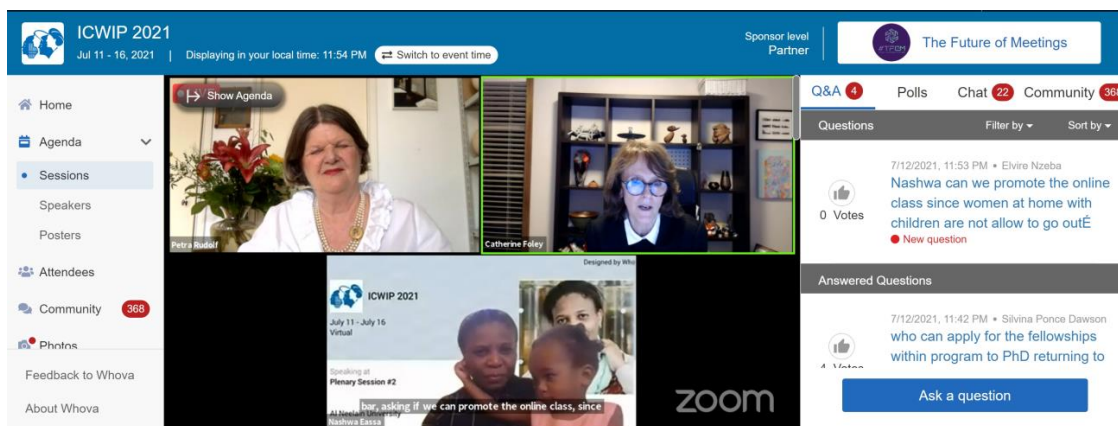 ICWIP 2021
Jul 11 - 16, 2021 | Displaying in your local time: 11:54 PM Switch to event time
Sponsor level
Partner
#TFOM
The Future of Meetings
Home
Agenda
Sessions
Speakers
Posters
Attendees
Community 368
Photos
Feedback to Whova
About Whova
Show Agenda
Petra Rudolf
Catherine Foley
Designed by Who
ICWIP 2021
July 11 - July 16
Virtual
Speaking at
Plenary Session #2
bar, asking if we can promote the online class, since
Al Neelain University
Nashwa Eassa
zoom
Q&A 4 Polls Chat 22 Community 368
Questions Filter by Sort by
7/12/2021, 11:53 PM • Elvire Nzeba
Nashwa can we promote the online
class since women at home with
children are not allow to go outÉ
New question
0 Votes
Answered Questions
7/12/2021, 11:42 PM • Silvina Ponce Dawson
who can apply for the fellowships
within program to PhD returning to
4 Votes
Ask a question